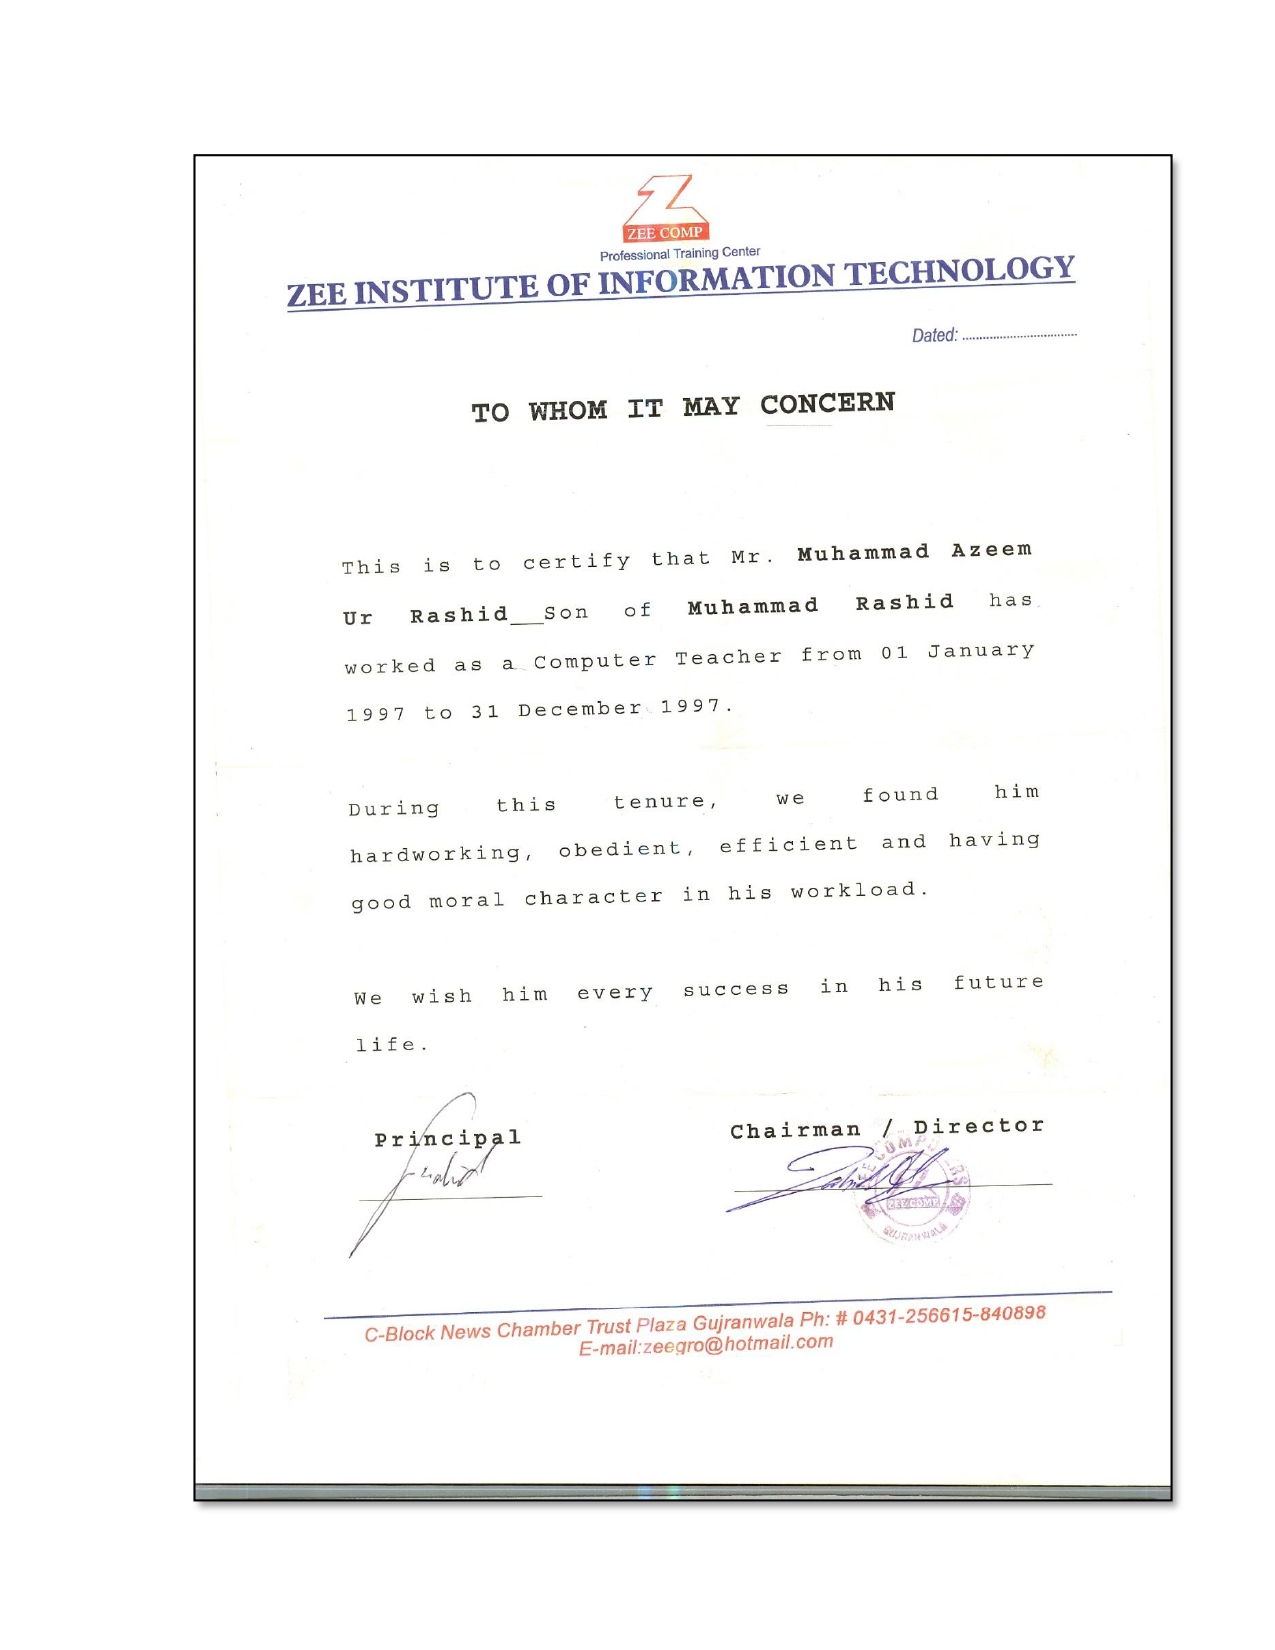 ZEE COMP
Professional Training Center
ZEE INSTITUTE OF INFORMATION TECHNOLOGY
Dated: ..................................
TO WHOM IT MAY CONCERN
This is to certify that Mr. Muhammad Azeem
Ur Rashid__Son of Muhammad Rashid has
worked as a Computer Teacher from 01 January
1997 to 31 December 1997.
During this tenure, we found him
hardworking, obedient, efficient and having
good moral character in his workload.
We wish him every success in his future
life.
Principal
Chairman / Director
ZEE COMP
GUJRANWALA
C-Block News Chamber Trust Plaza Gujranwala Ph: # 0431-256615-840898
E-mail:zeegro@hotmail.com